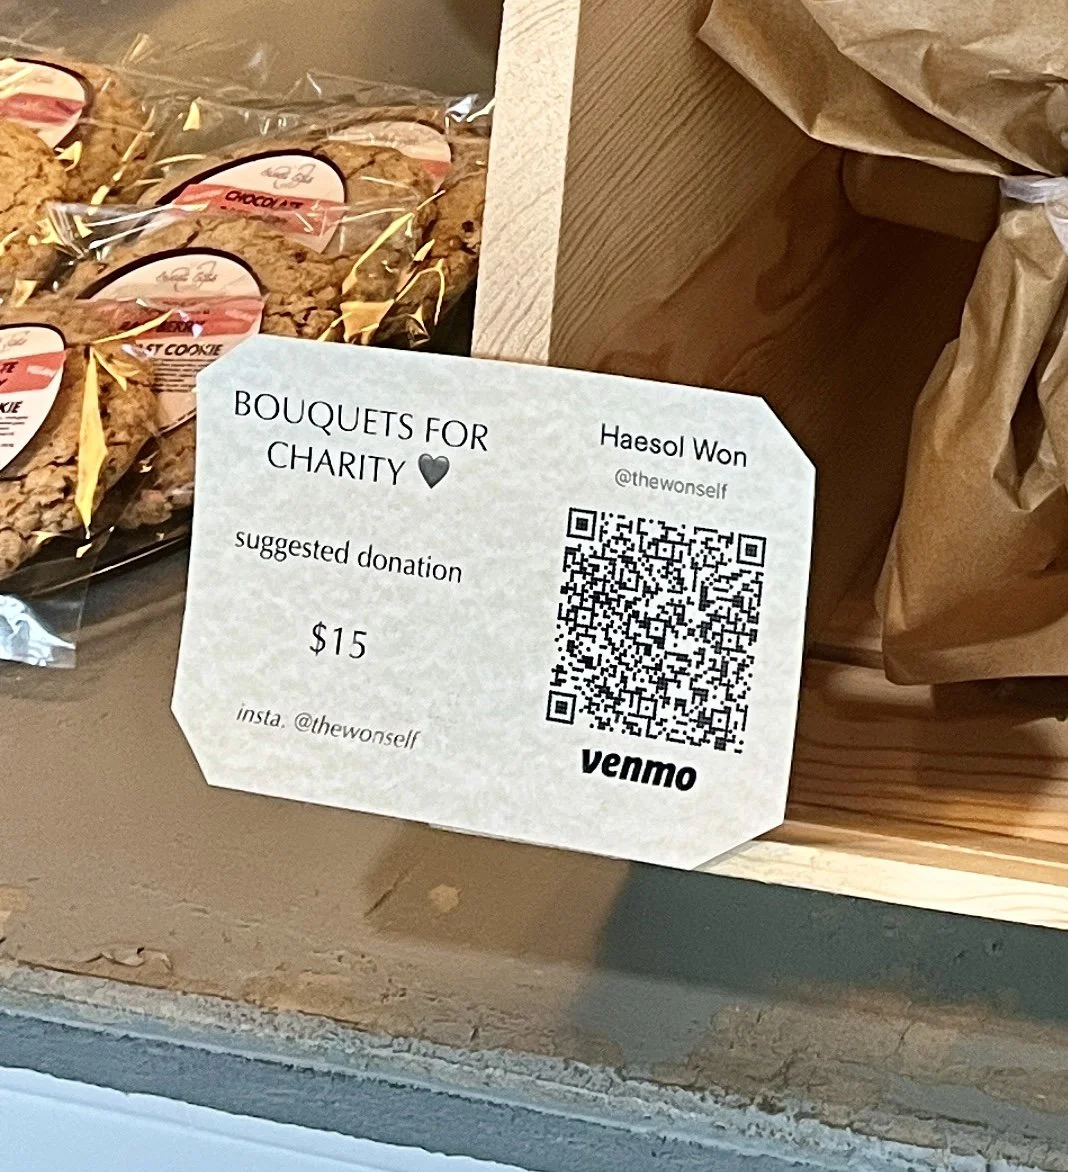 CHOCOLATE
COOKIE
BOUQUETS FOR
CHARITY 🖤
suggested donation
$15
insta. @thewonself
Haesol Won
@thewonself
venmo